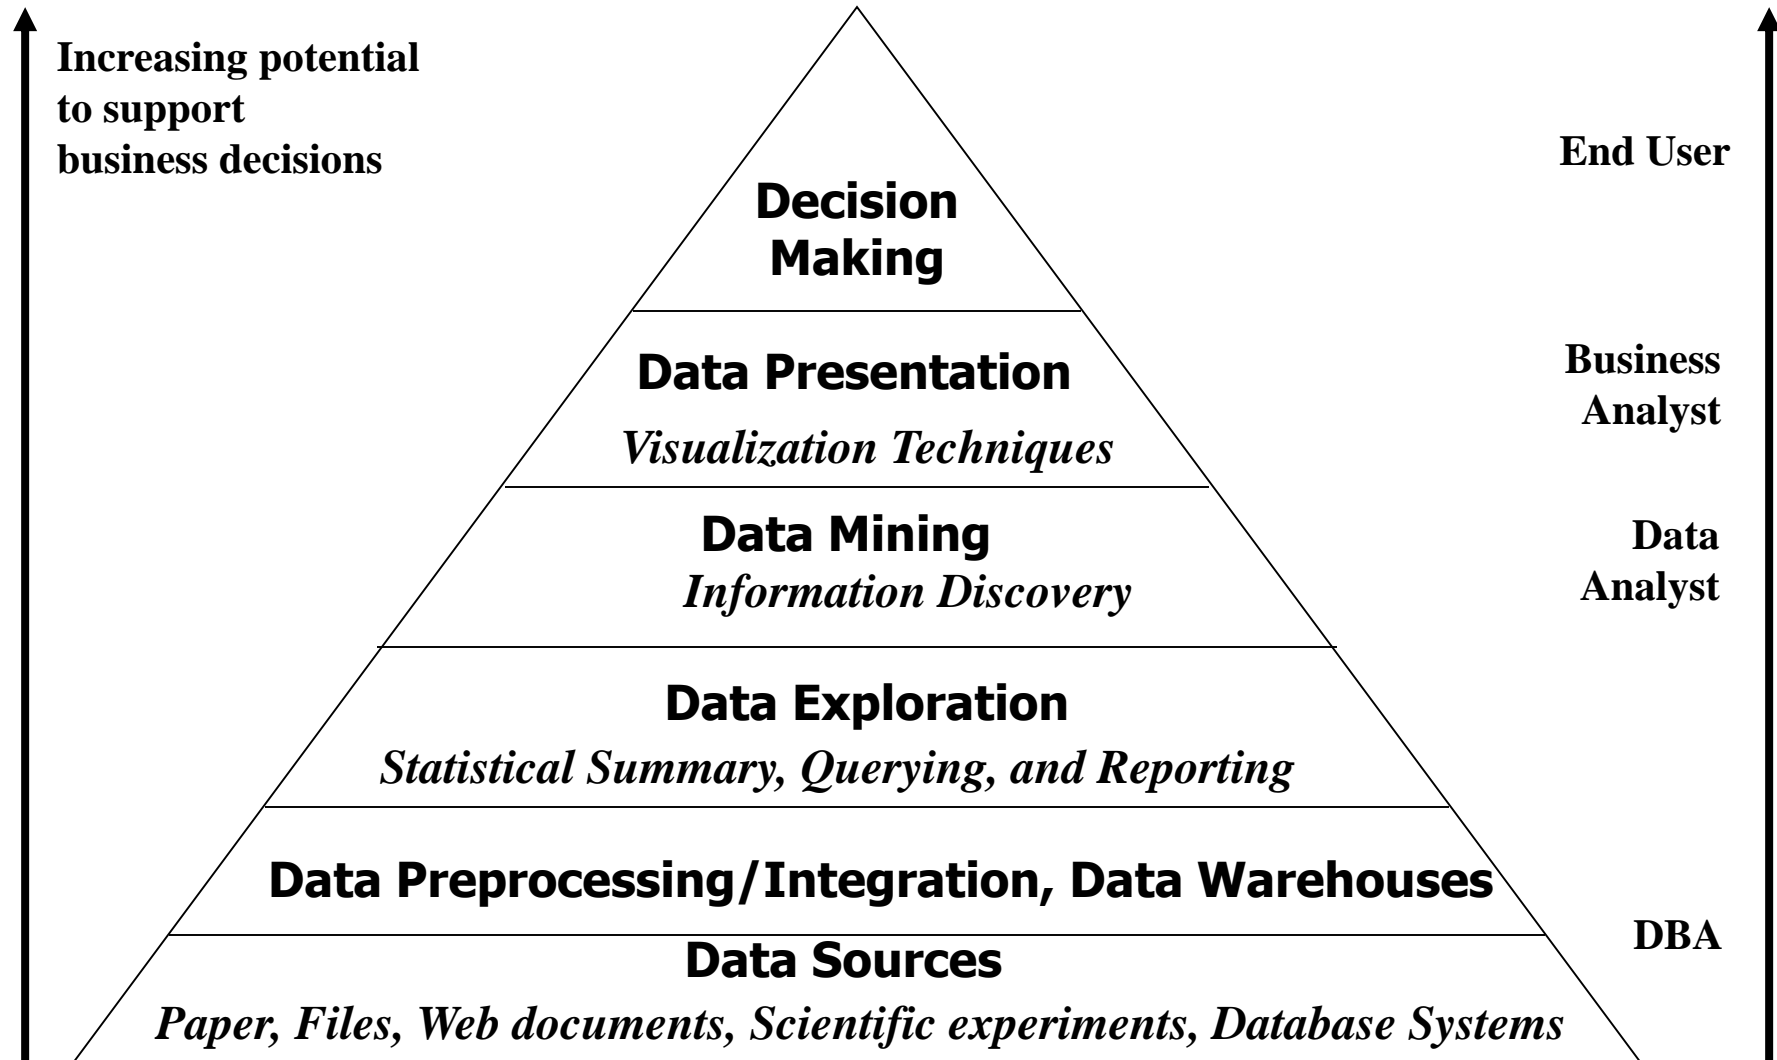 Increasing potential
to support
business decisions
End User
Decision
Making
Business
Analyst
Data Presentation
Visualization Techniques
Data Mining
Information Discovery
Data
Analyst
Data Exploration
Statistical Summary, Querying, and Reporting
Data Preprocessing/Integration, Data Warehouses
DBA
Data Sources
Paper, Files, Web documents, Scientific experiments, Database Systems